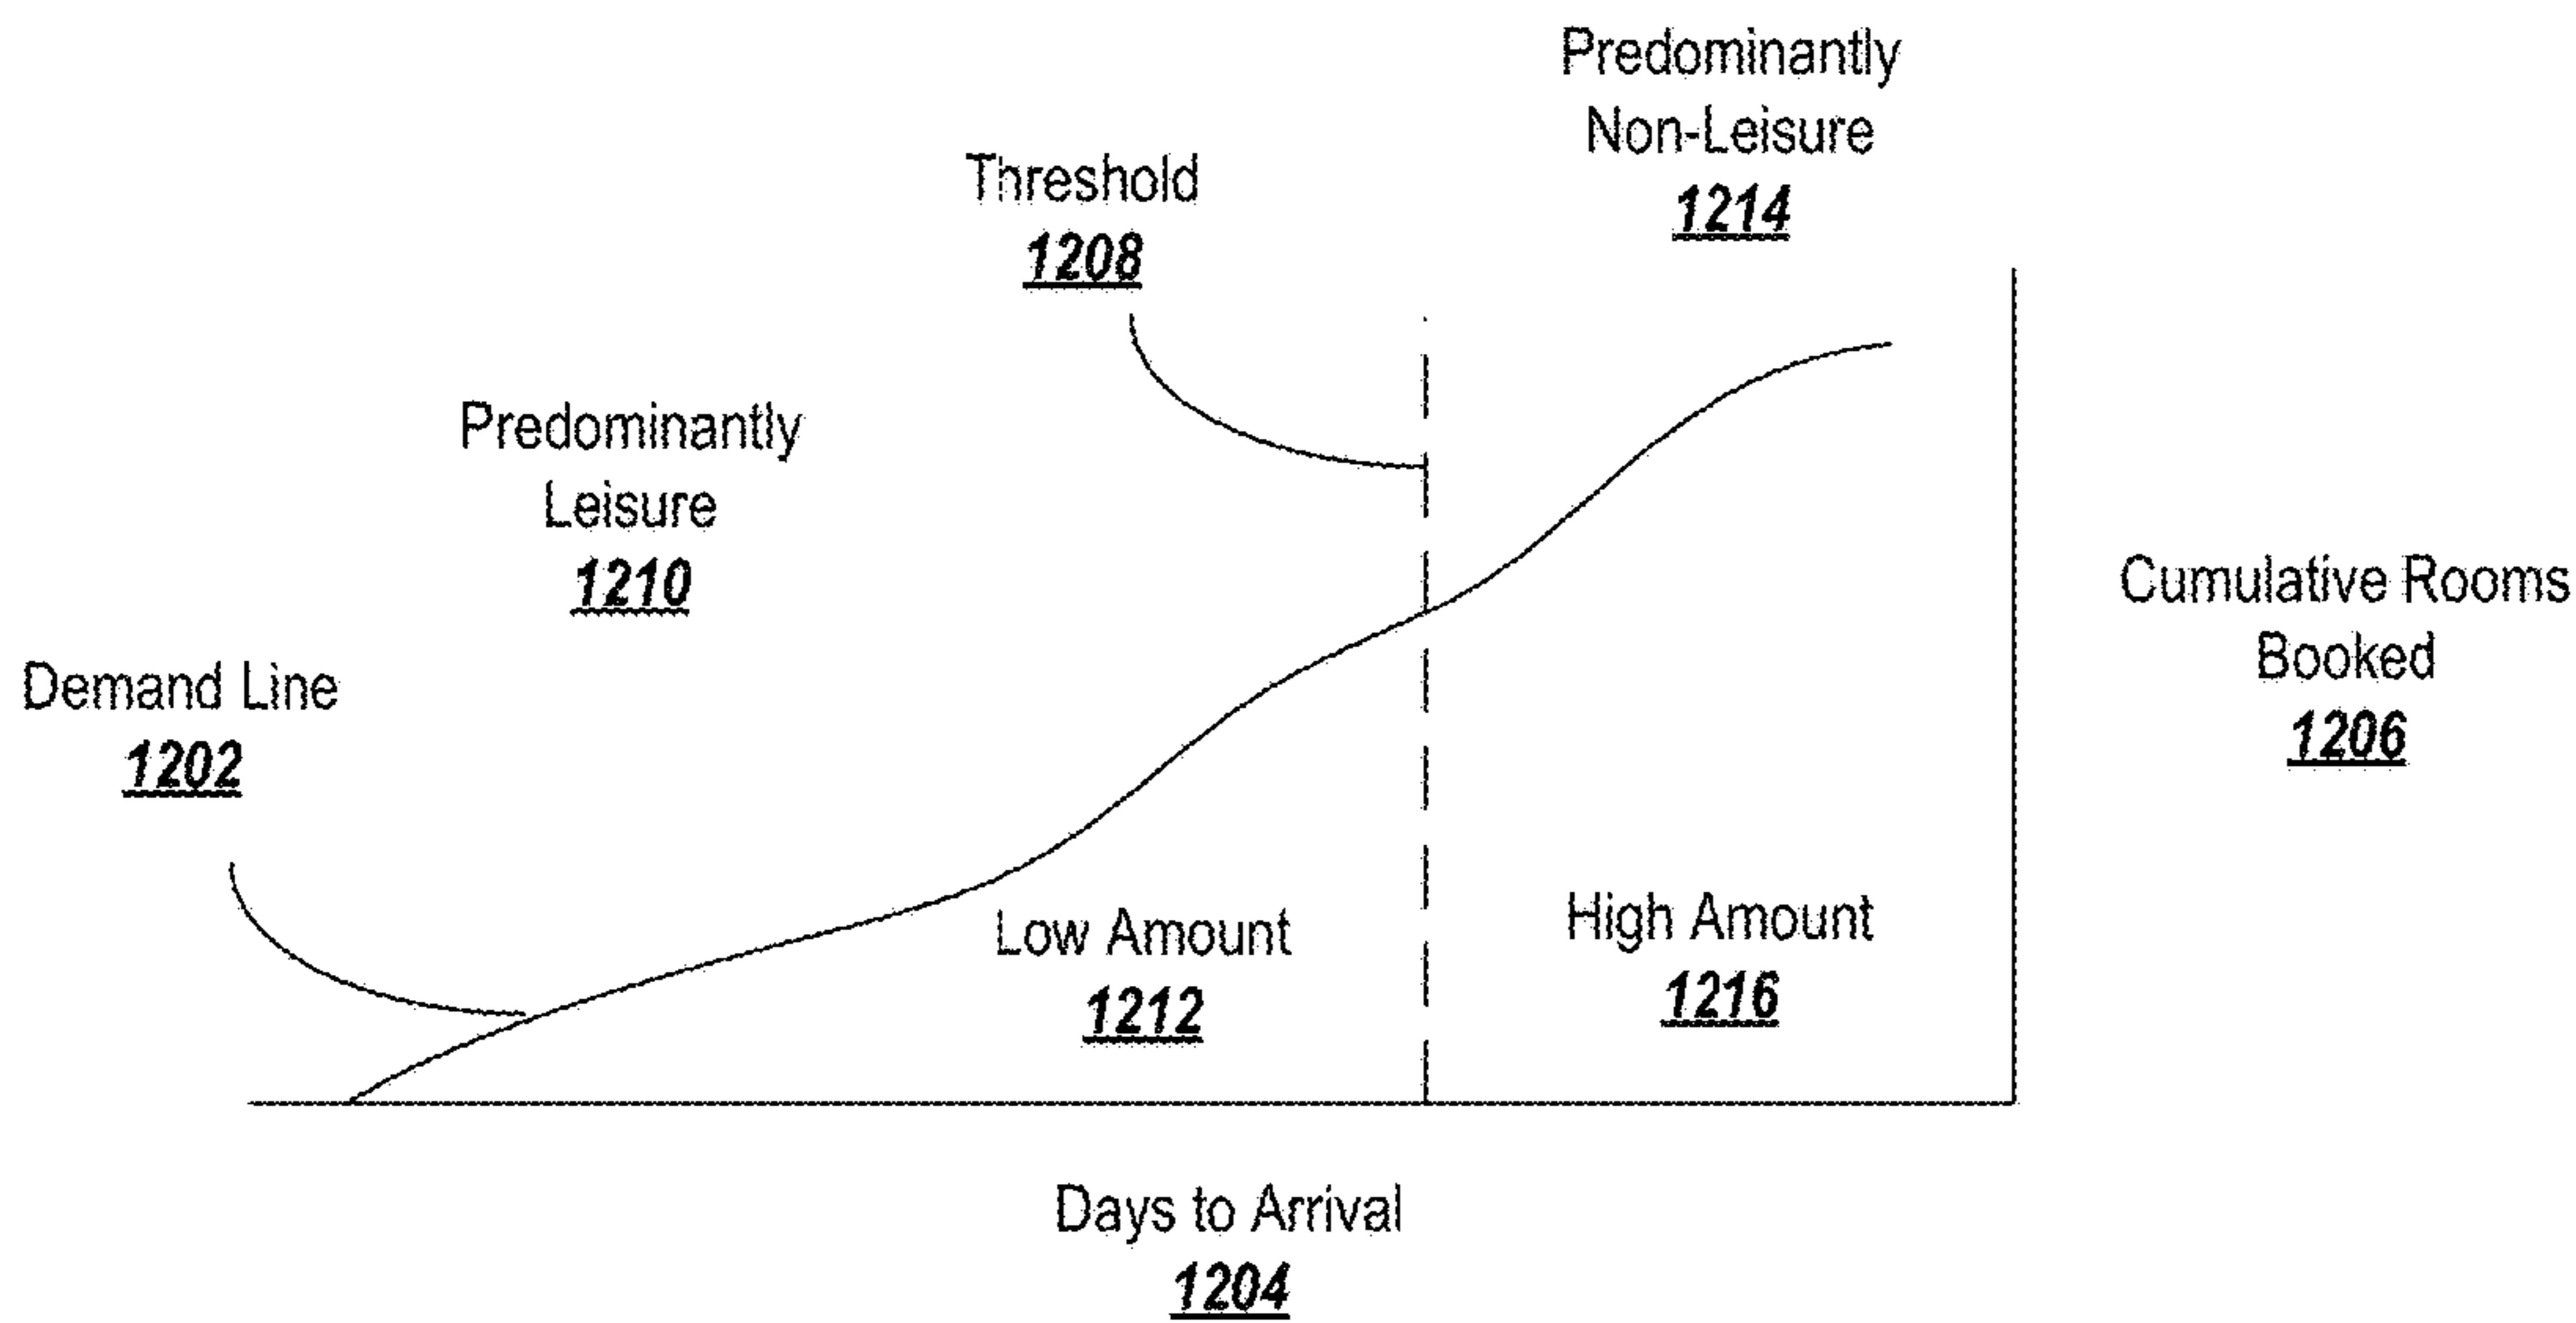 Predominantly
Non-Leisure
1214
Threshold
1208
Predominantly
Leisure
1210
Demand Line
1202
Cumulative Rooms
Booked
1206
Low Amount
1212
High Amount
1216
Days to Arrival
1204